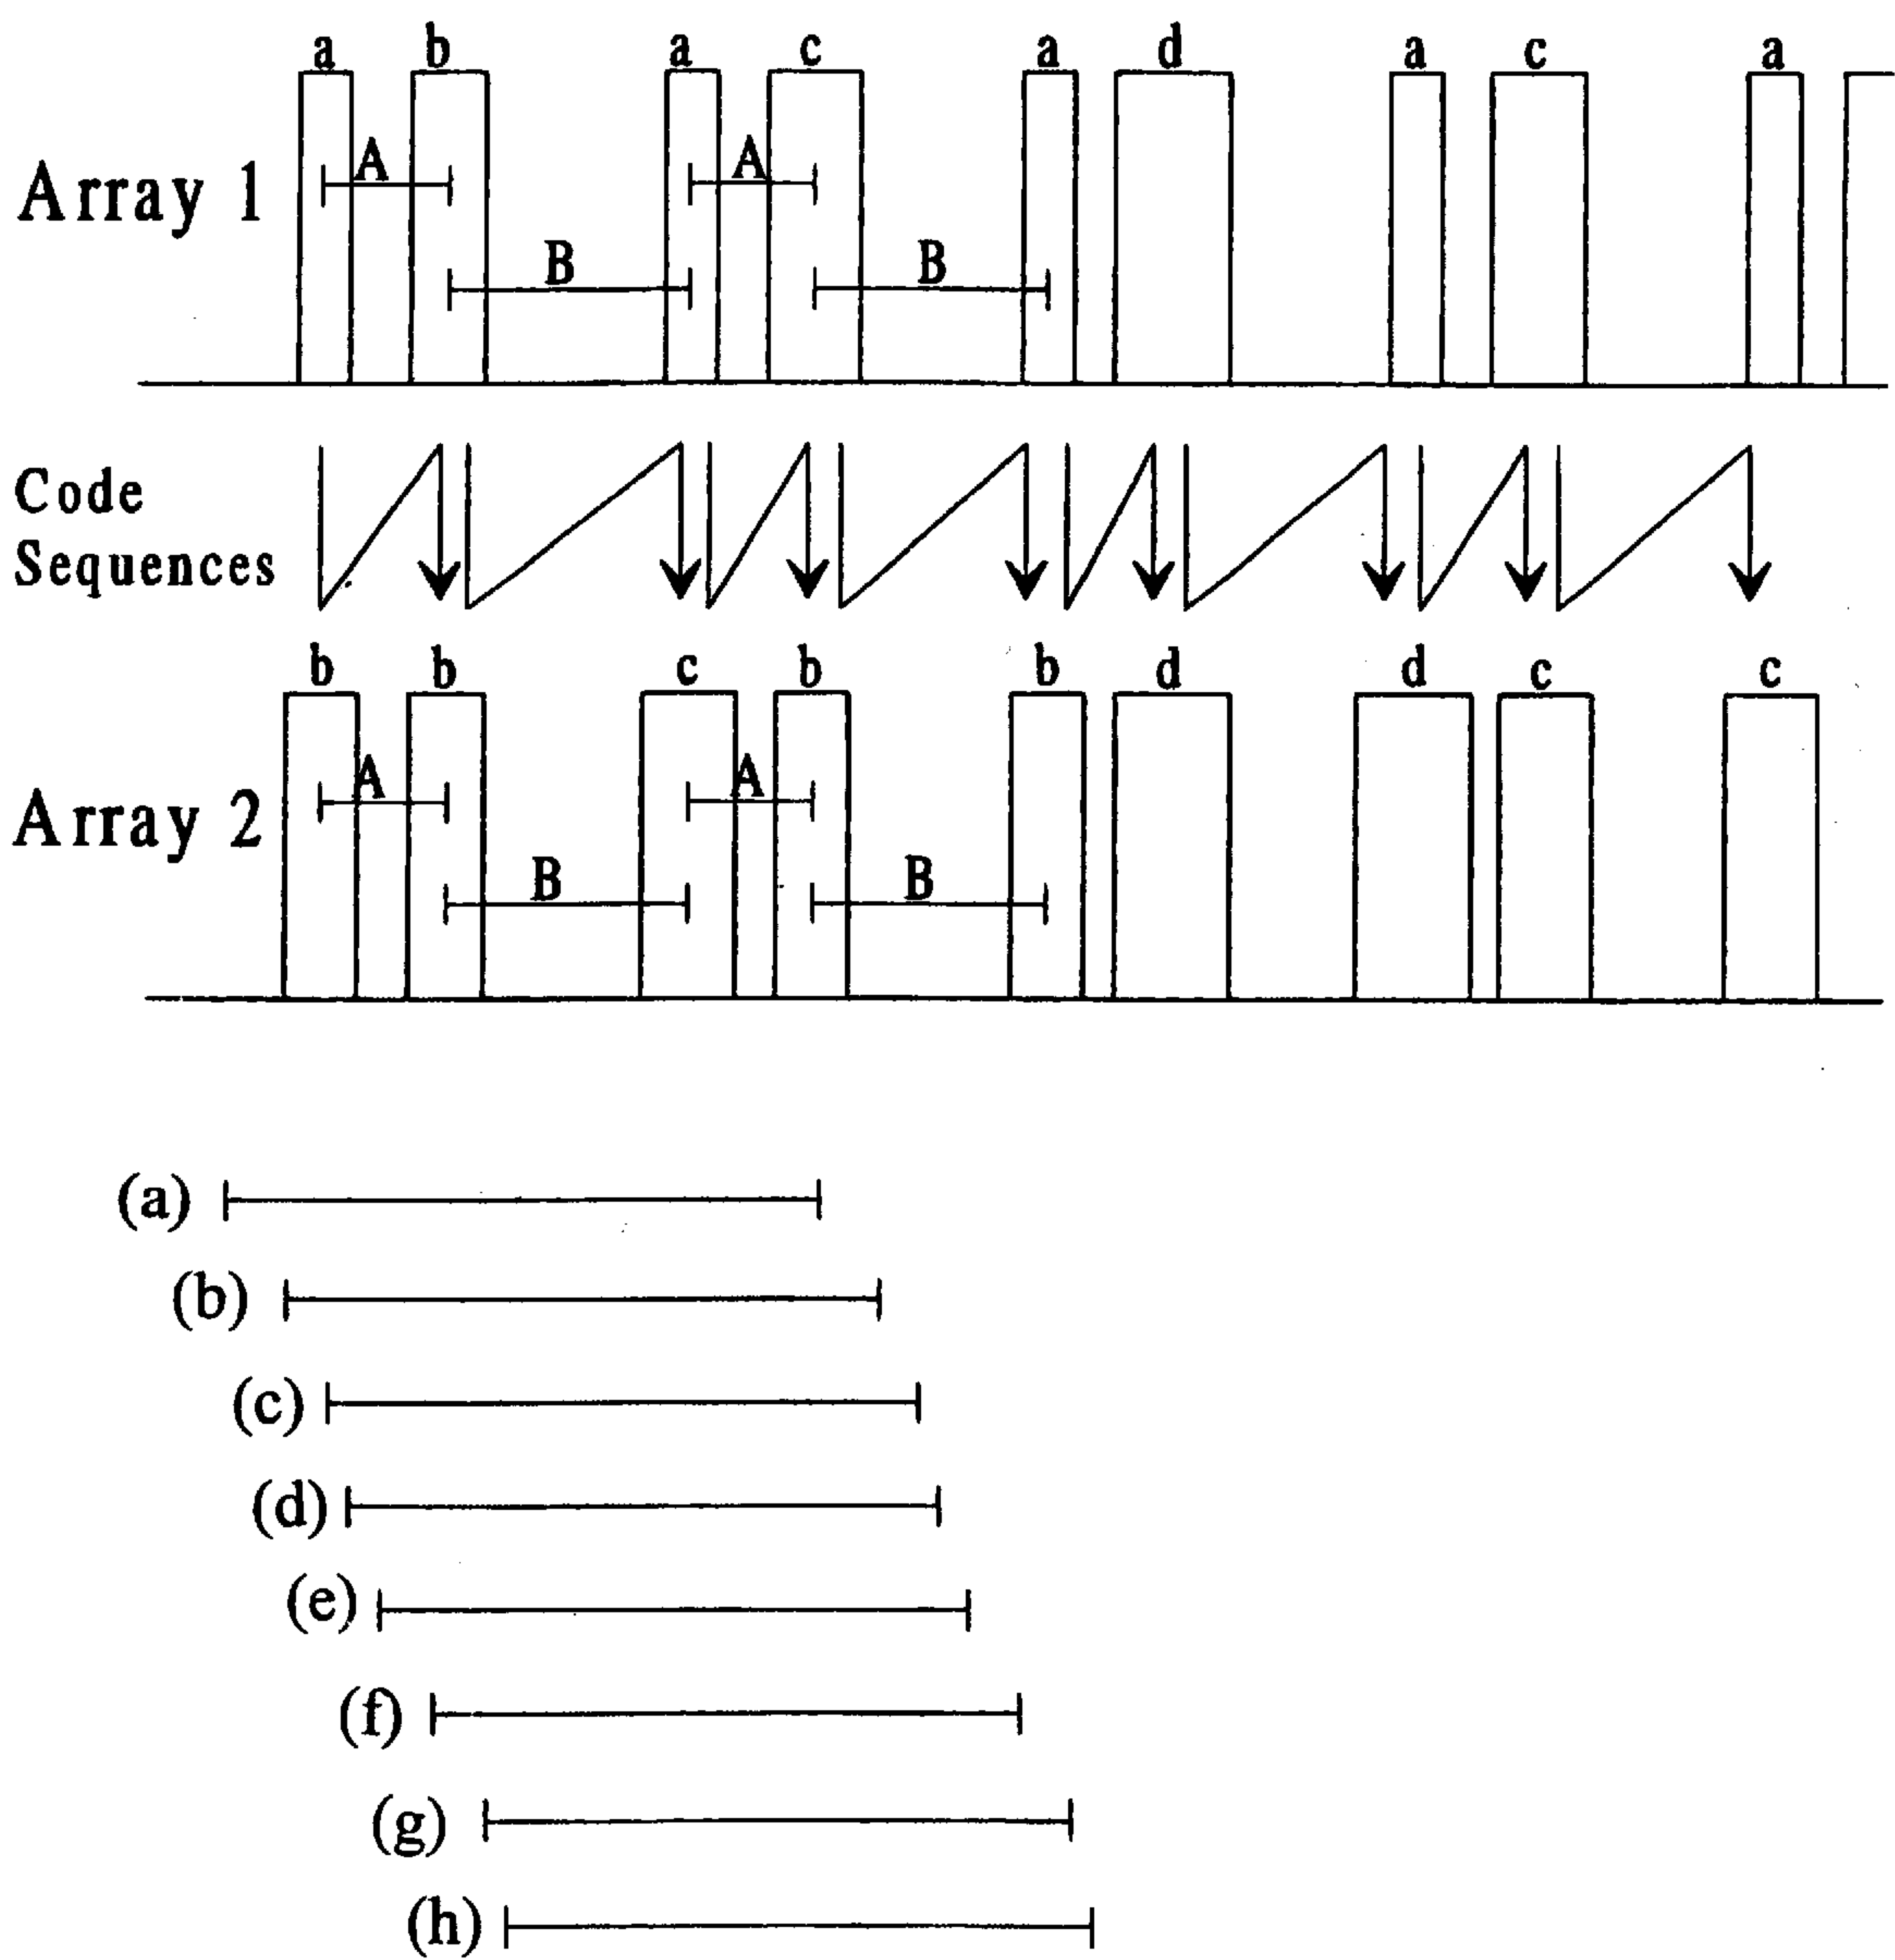 a b a c a d a c a
A A
Array 1
B B
Code
Sequences
b b c b b d d c c
A A
Array 2
B B
(a)
(b)
(c)
(d)
(e)
(f)
(g)
(h)